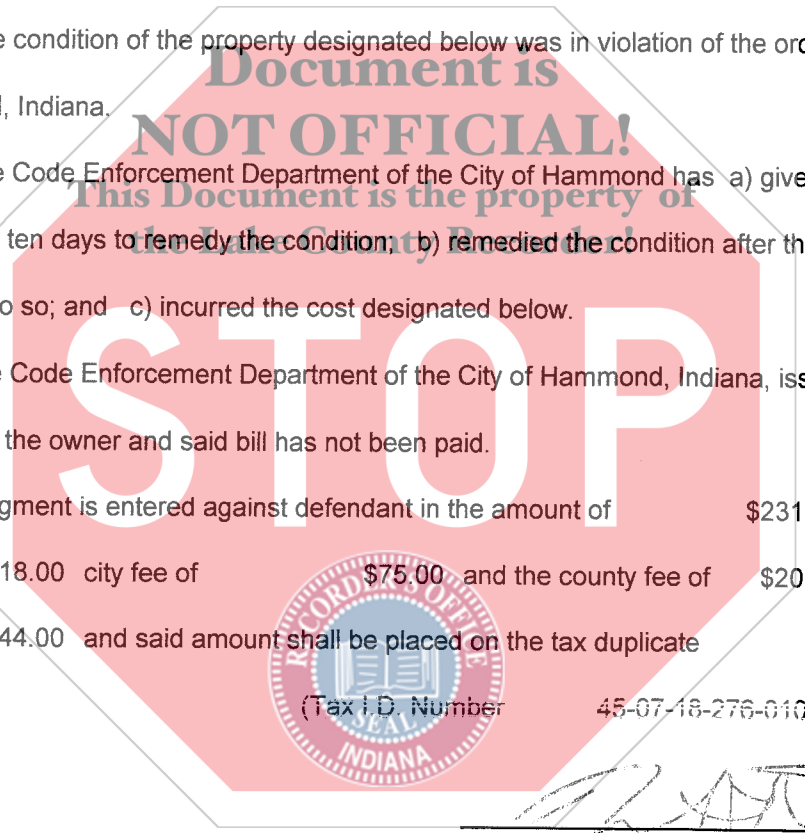 e condition of the property designated below was in violation of the ord
Document is
l, Indiana.
NOT OFFICIAL!
e Code Enforcement Department of the City of Hammond has a) give
This Document is the property of
ten days to remedy the condition; b) remedied the condition after th
the Lake County Recorder!
o so; and c) incurred the cost designated below.
STOP
e Code Enforcement Department of the City of Hammond, Indiana, iss
the owner and said bill has not been paid.
gment is entered against defendant in the amount of $231
18.00 city fee of $75.00 and the county fee of $20
44.00 and said amount shall be placed on the tax duplicate
RECORDER'S OFFICE
(Tax I.D. Number 45-07-18-276-010
SEAL
INDIANA